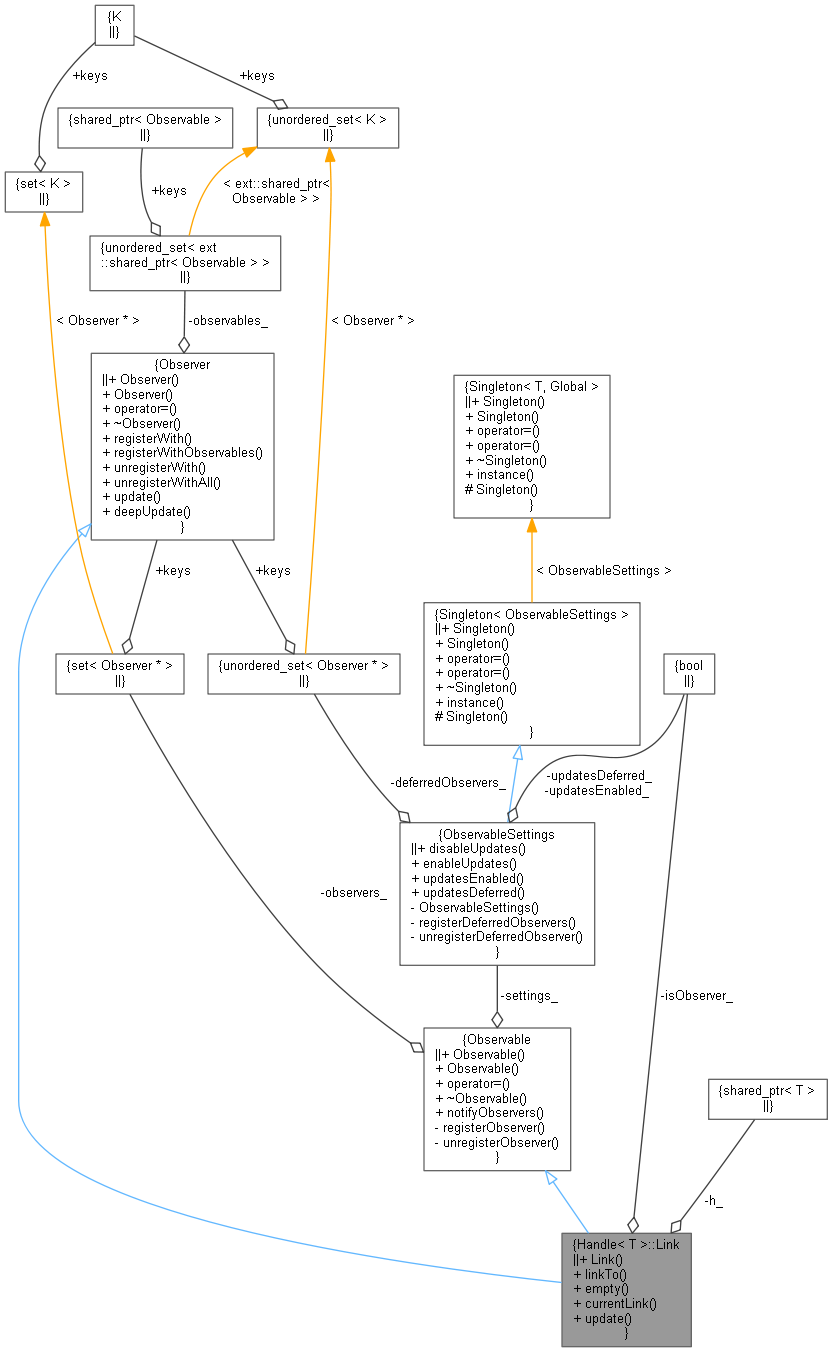 {K
||}
+keys
+keys
{shared_ptr< Observable >
||}
{unordered_set< K >
||}
{set< K >
||}
+keys
< ext::shared_ptr<
Observable > >
{unordered_set< ext
::shared_ptr< Observable > >
||}
< Observer * >
-observables_
< Observer * >
{Observer
||+ Observer()
+ Observer()
+ operator=()
+ ~Observer()
+ registerWith()
+ registerWithObservables()
+ unregisterWith()
+ unregisterWithAll()
+ update()
+ deepUpdate()
}
{Singleton< T, Global >
||+ Singleton()
+ Singleton()
+ operator=()
+ operator=()
+ ~Singleton()
+ instance()
# Singleton()
}
+keys
+keys
< ObservableSettings >
{Singleton< ObservableSettings >
||+ Singleton()
+ Singleton()
+ operator=()
+ operator=()
+ ~Singleton()
+ instance()
# Singleton()
}
{set< Observer * >
||}
{unordered_set< Observer * >
||}
{bool
||}
-deferredObservers_
-updatesDeferred_
-updatesEnabled_
{ObservableSettings
||+ disableUpdates()
+ enableUpdates()
+ updatesEnabled()
+ updatesDeferred()
- ObservableSettings()
- registerDeferredObservers()
- unregisterDeferredObserver()
}
-observers_
-settings_
-isObserver_
{Observable
||+ Observable()
+ Observable()
+ operator=()
+ ~Observable()
+ notifyObservers()
- registerObserver()
- unregisterObserver()
}
{shared_ptr< T >
||}
-h_
{Handle< T >::Link
||+ Link()
+ linkTo()
+ empty()
+ currentLink()
+ update()
}